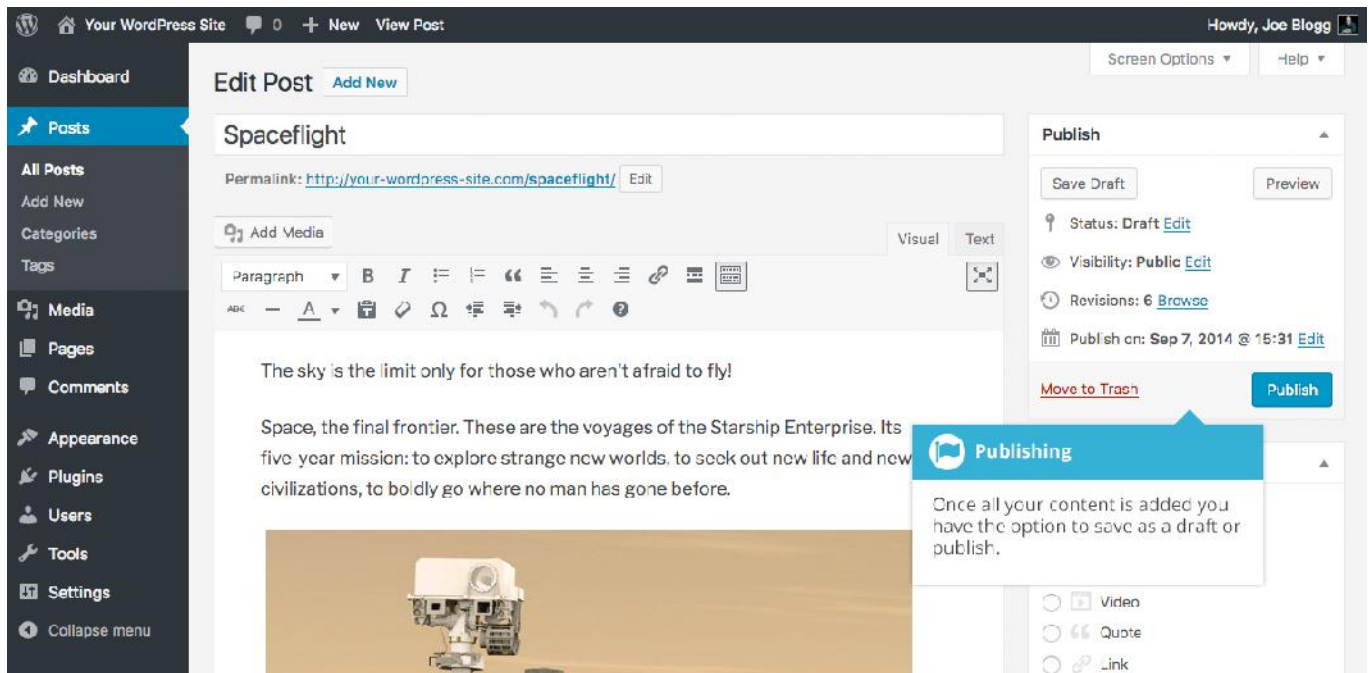 Your WordPress Site 0 + New View Post Howdy, Joe Blogg
Screen Options Help
Dashboard
Posts
All Posts
Add New
Categories
Tags
Media
Pages
Comments
Appearance
Plugins
Users
Tools
Settings
Collapse menu
Edit Post Add New
Spaceflight
Permalink: http://your-wordpress-site.com/spaceflight/ Edit
Add Media
Visual Text
Paragraph B I
ABC A Ω
The sky is the limit only for those who aren't afraid to fly!
Space, the final frontier. These are the voyages of the Starship Enterprise. Its
five-year mission: to explore strange new worlds, to seek out new life and new
civilizations, to boldly go where no man has gone before.
Publish
Save Draft Preview
Status: Draft Edit
Visibility: Public Edit
Revisions: 6 Browse
Publish on: Sep 7, 2014 @ 15:31 Edit
Move to Trash Publish
Publishing
Once all your content is added you
have the option to save as a draft or
publish.
Video
Quote
Link